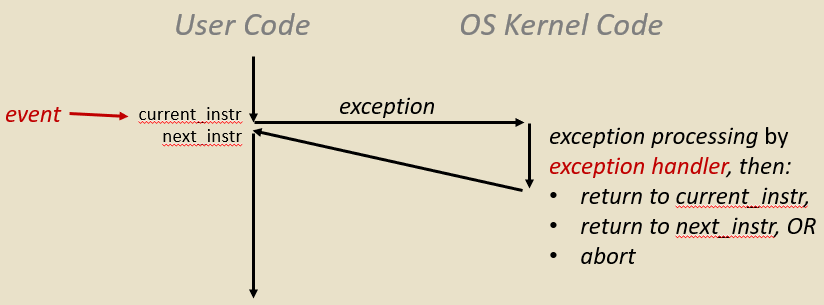 User Code OS Kernel Code
event
current_instr
next_instr
exception
exception processing by
exception handler, then:
• return to current_instr,
• return to next_instr, OR
• abort